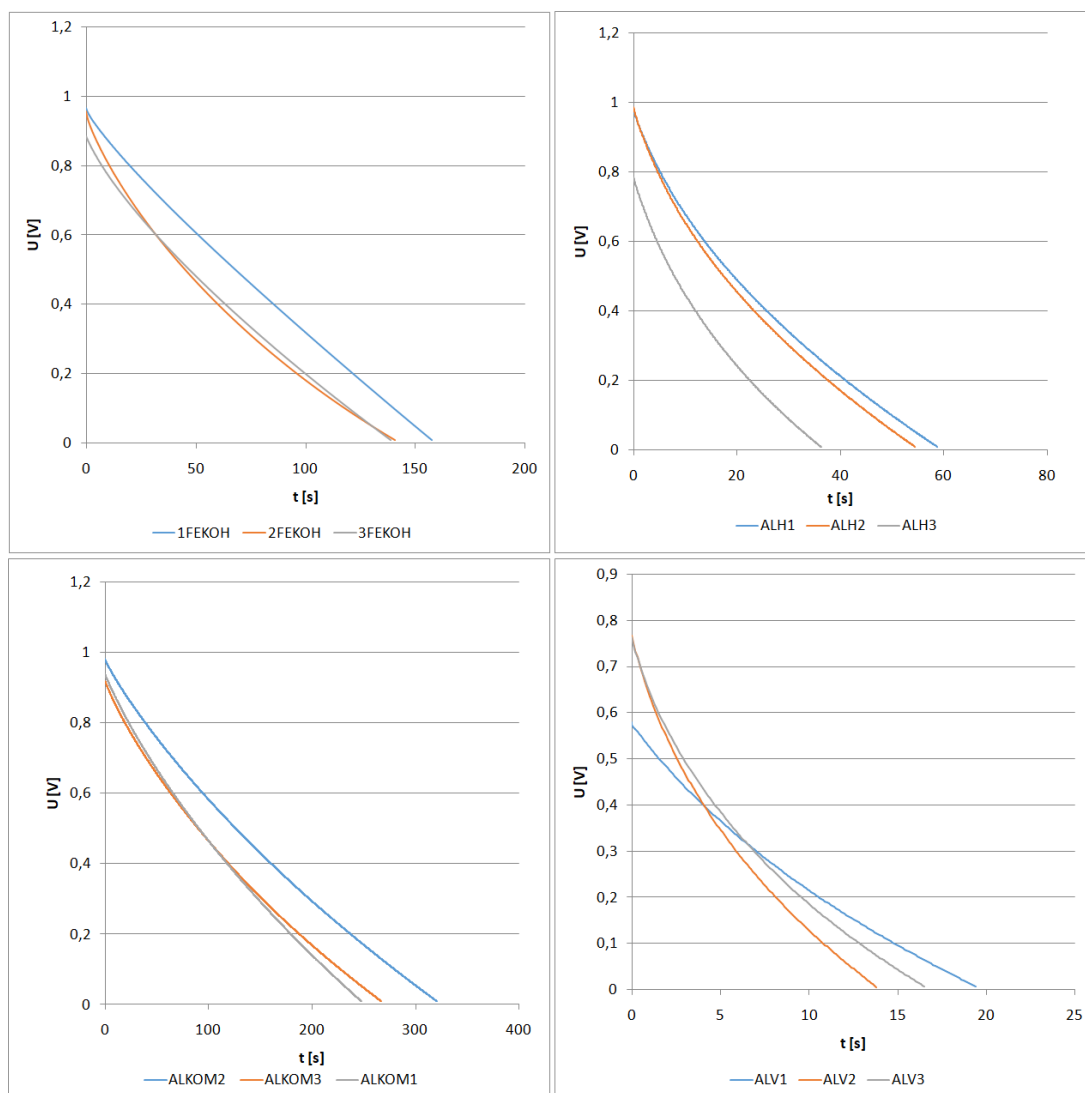 1,2
1
0,8
0,6
0,4
0,2
0
U [V]
0 50 100 150 200
t [s]
1FEKOH 2FEKOH 3FEKOH
1,2
1
0,8
0,6
0,4
0,2
0
U [V]
0 20 40 60 80
t [s]
ALH1 ALH2 ALH3
1,2
1
0,8
0,6
0,4
0,2
0
U [V]
0 100 200 300 400
t [s]
ALKOM2 ALKOM3 ALKOM1
0,9
0,8
0,7
0,6
0,5
0,4
0,3
0,2
0,1
0
U [V]
0 5 10 15 20 25
t [s]
ALV1 ALV2 ALV3